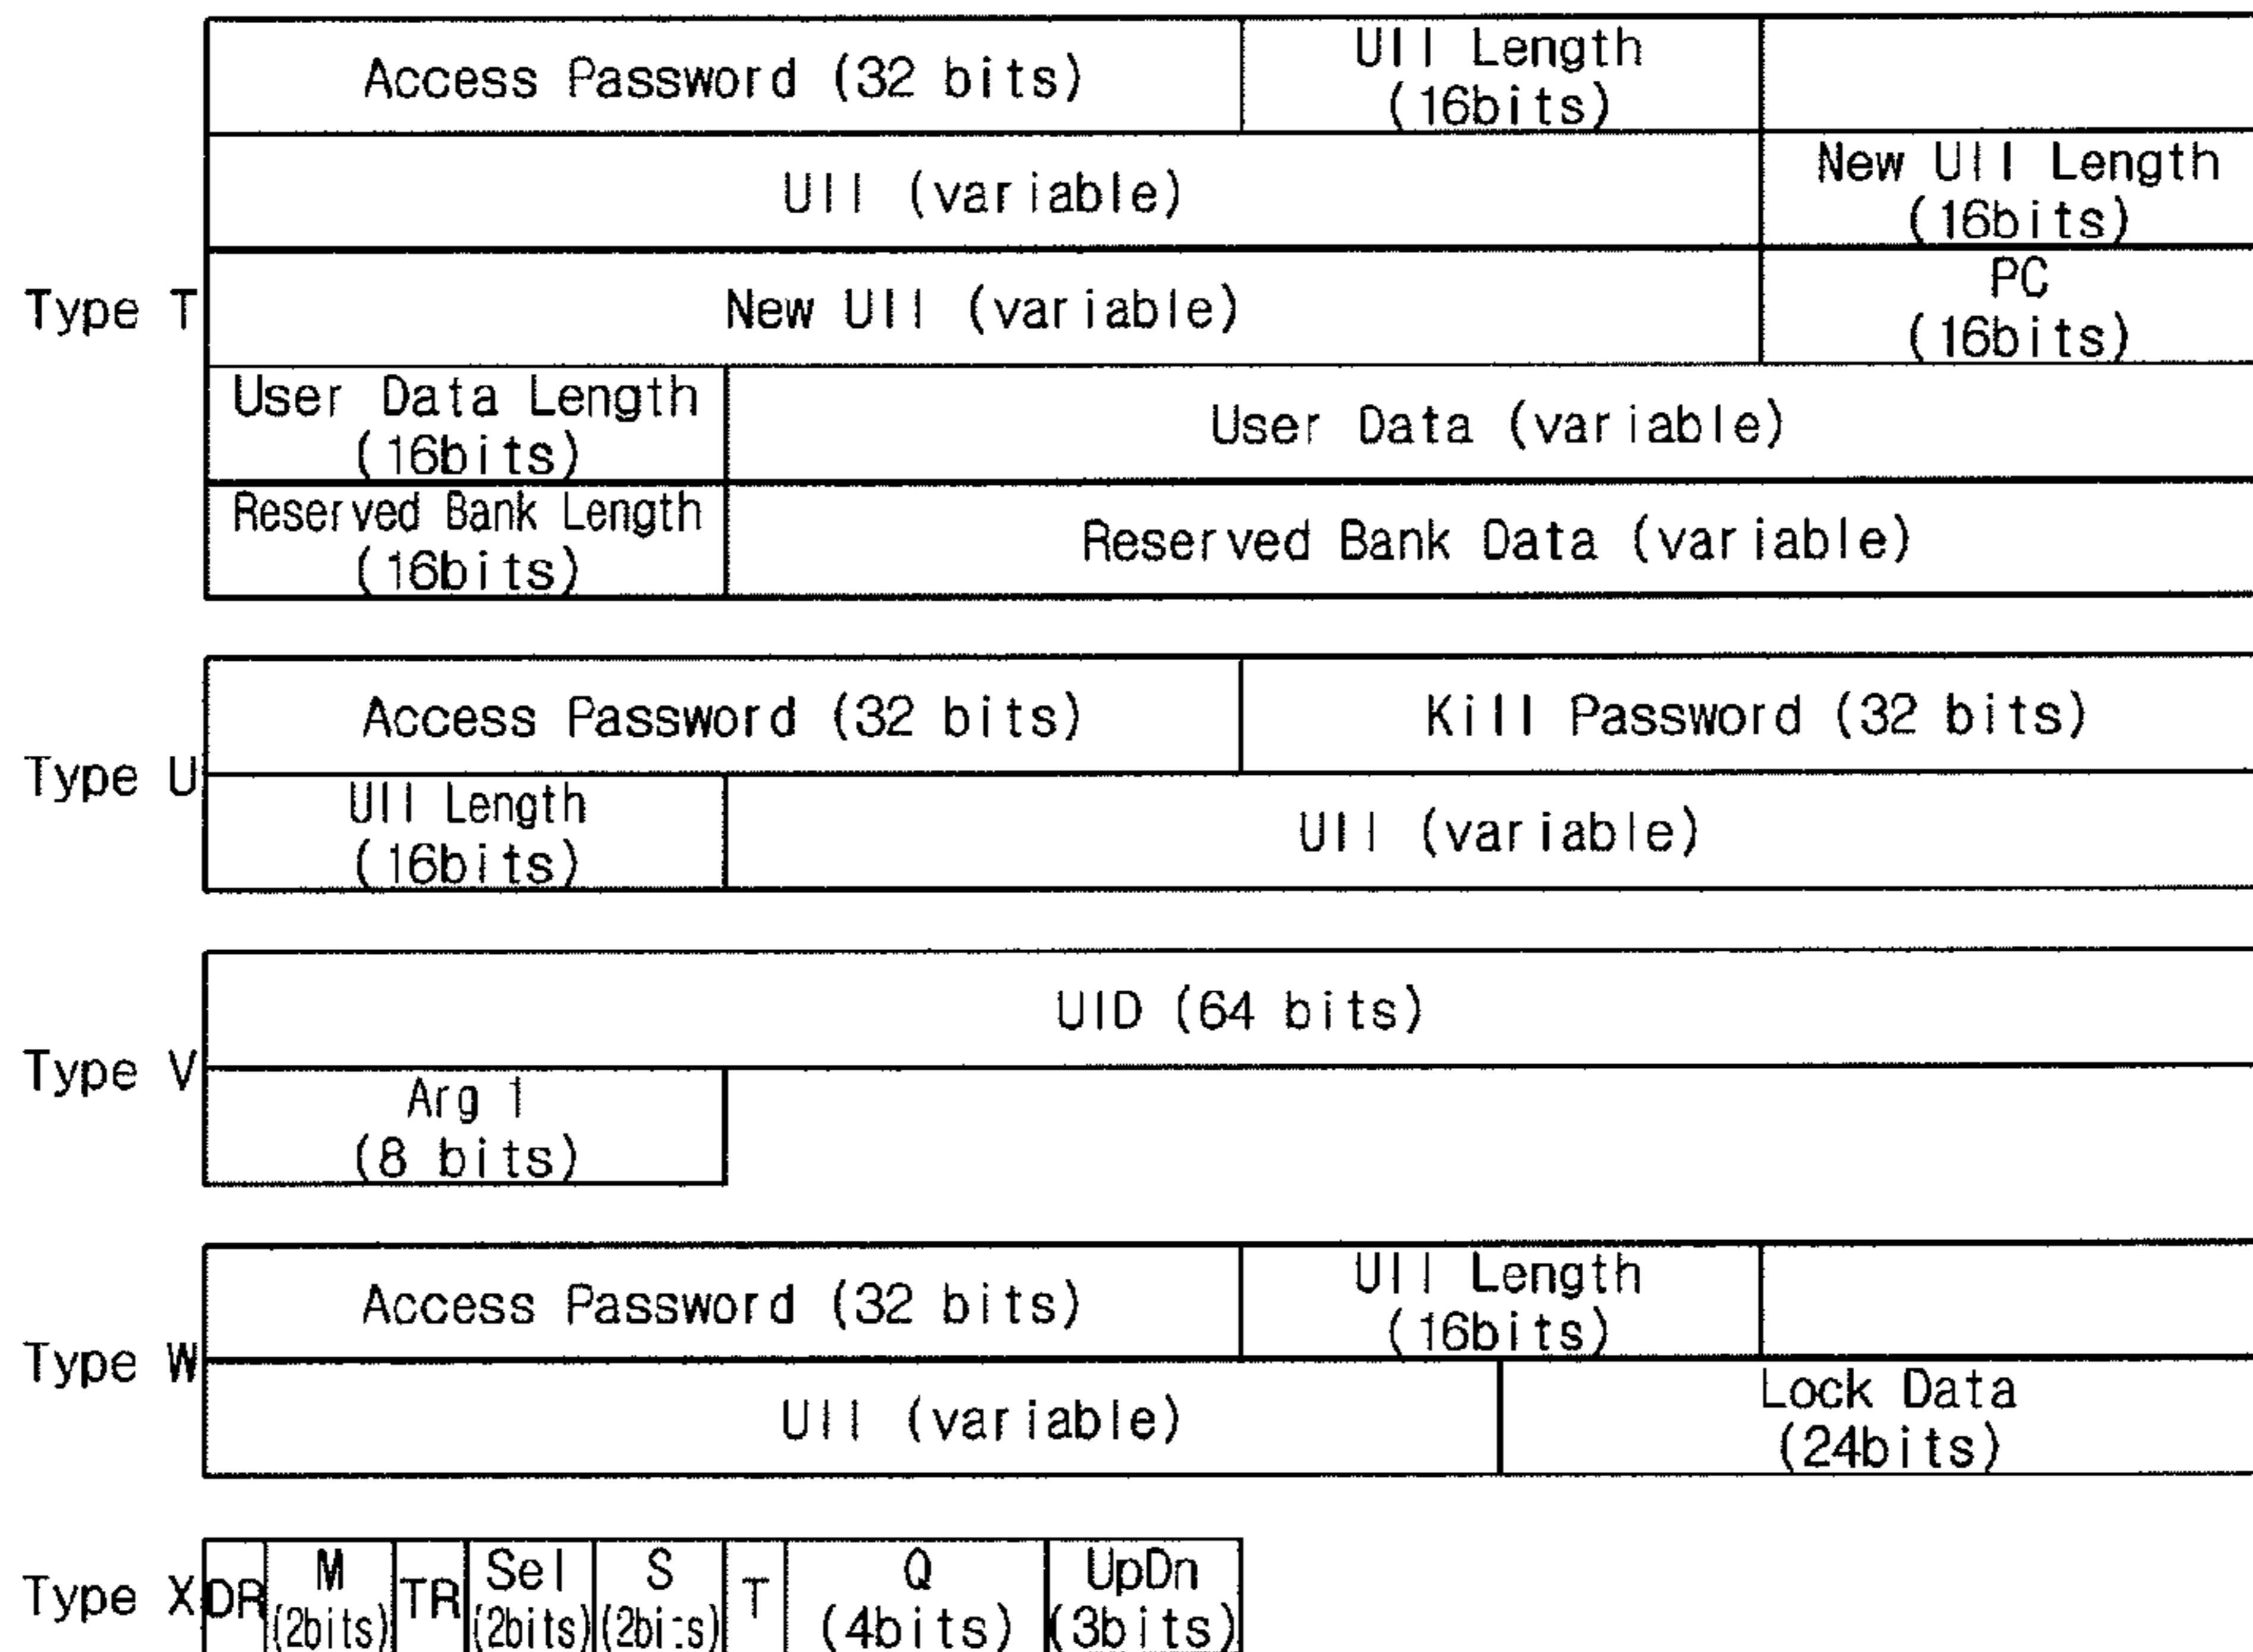 Access Password (32 bits)
UII Length
(16bits)
UII (variable)
New UII Length
(16bits)
Type T
New UII (variable)
PC
(16bits)
User Data Length
(16bits)
User Data (variable)
Reserved Bank Length
(16bits)
Reserved Bank Data (variable)
Type U
Access Password (32 bits)
Kill Password (32 bits)
UII Length
(16bits)
UII (variable)
Type V
UID (64 bits)
Arg 1
(8 bits)
Type W
Access Password (32 bits)
UII Length
(16bits)
UII (variable)
Lock Data
(24bits)
Type X
DR
M
(2bits)
TR
Sel
(2bits)
S
(2bits)
T
Q
(4bits)
UpDn
(3bits)